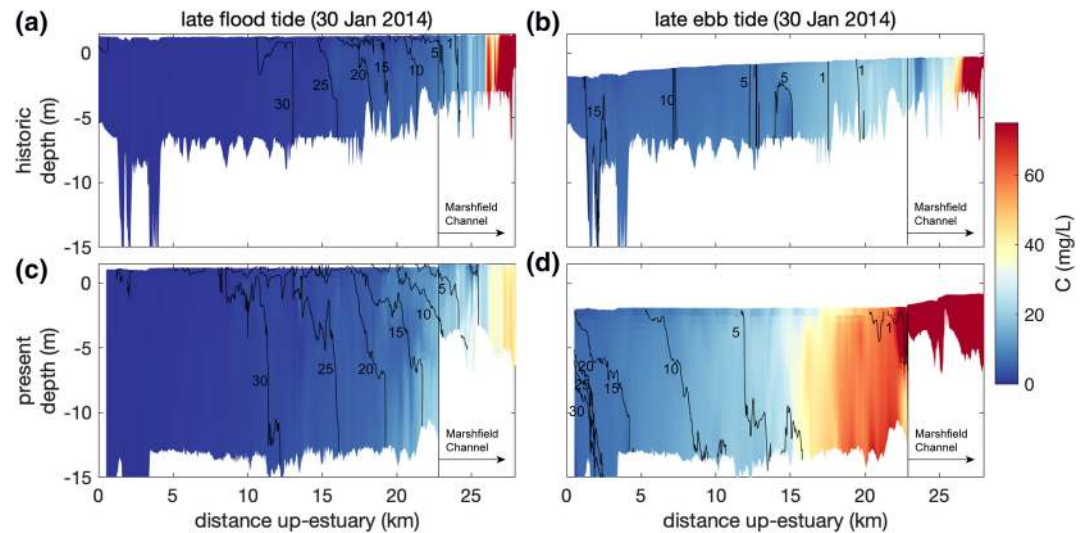 (a) late flood tide (30 Jan 2014)
(b) late ebb tide (30 Jan 2014)
historic
depth (m)
0
-5
-10
-15
30
25
20
15
10
5
1
Marshfield
Channel
15
10
5
5
1
1
Marshfield
Channel
(c)
(d)
present
depth (m)
0
-5
-10
-15
30
25
20
15
10
5
Marshfield
Channel
30
25
20
15
10
5
1
Marshfield
Channel
0 5 10 15 20 25
distance up-estuary (km)
0 5 10 15 20 25
distance up-estuary (km)
60
40
20
0
C (mg/L)